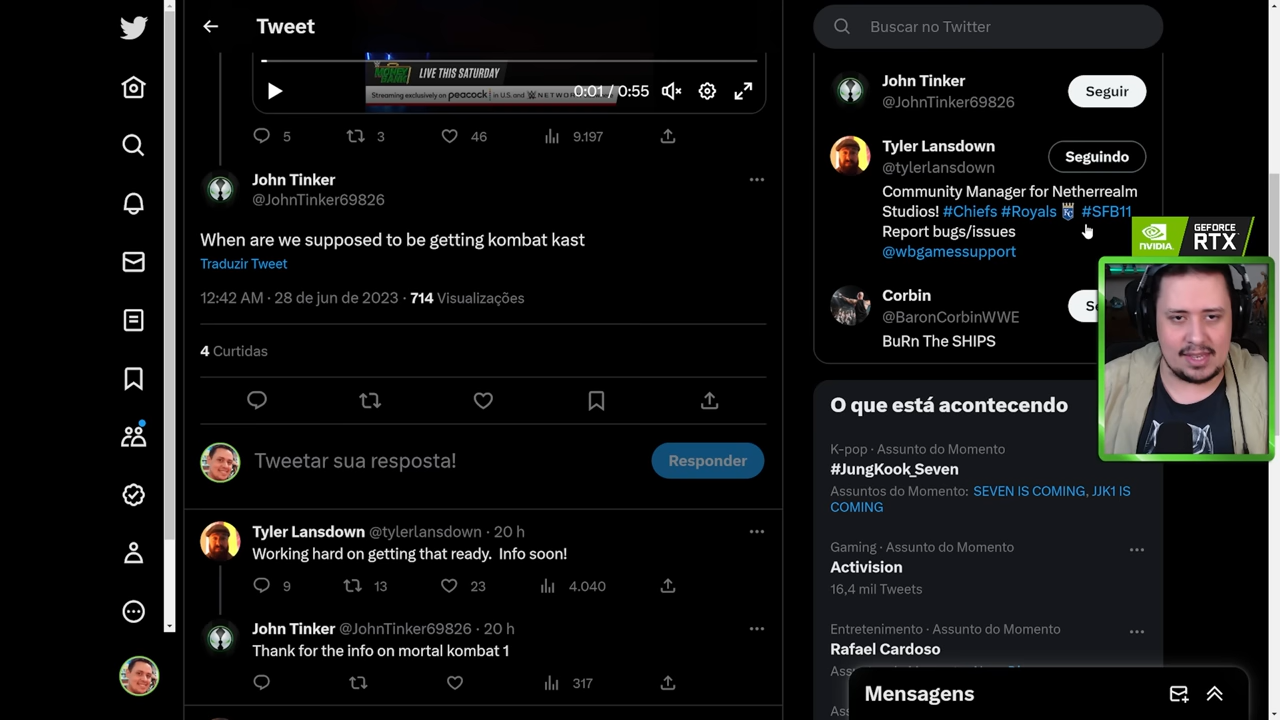 Tweet
LIVE THIS SATURDAY
Streaming exclusively on peacock in U.S. and
0:01 / 0:55
5
3
46
9.197
John Tinker
@JohnTinker69826
When are we supposed to be getting kombat kast
Traduzir Tweet
12:42 AM · 28 de jun de 2023 · 714 Visualizações
4 Curtidas
Tweetar sua resposta!
Responder
Tyler Lansdown @tylerlansdown · 20 h
Working hard on getting that ready.  Info soon!
9
13
23
4.040
John Tinker @JohnTinker69826 · 20 h
Thank for the info on mortal kombat 1
317
Buscar no Twitter
John Tinker
@JohnTinker69826
Seguir
Tyler Lansdown
@tylerlansdown
Seguindo
Community Manager for Netherrealm
Studios! #Chiefs #Royals #SFB11
Report bugs/issues
@wbgamessupport
Corbin
@BaronCorbinWWE
BuRn The SHIPS
NVIDIA
GEFORCE
RTX
O que está acontecendo
K-pop · Assunto do Momento
#JungKook_Seven
Assuntos do Momento: SEVEN IS COMING, JJK1 IS
COMING
Gaming · Assunto do Momento
Activision
16,4 mil Tweets
Entretenimento · Assunto do Momento
Rafael Cardoso
Mensagens